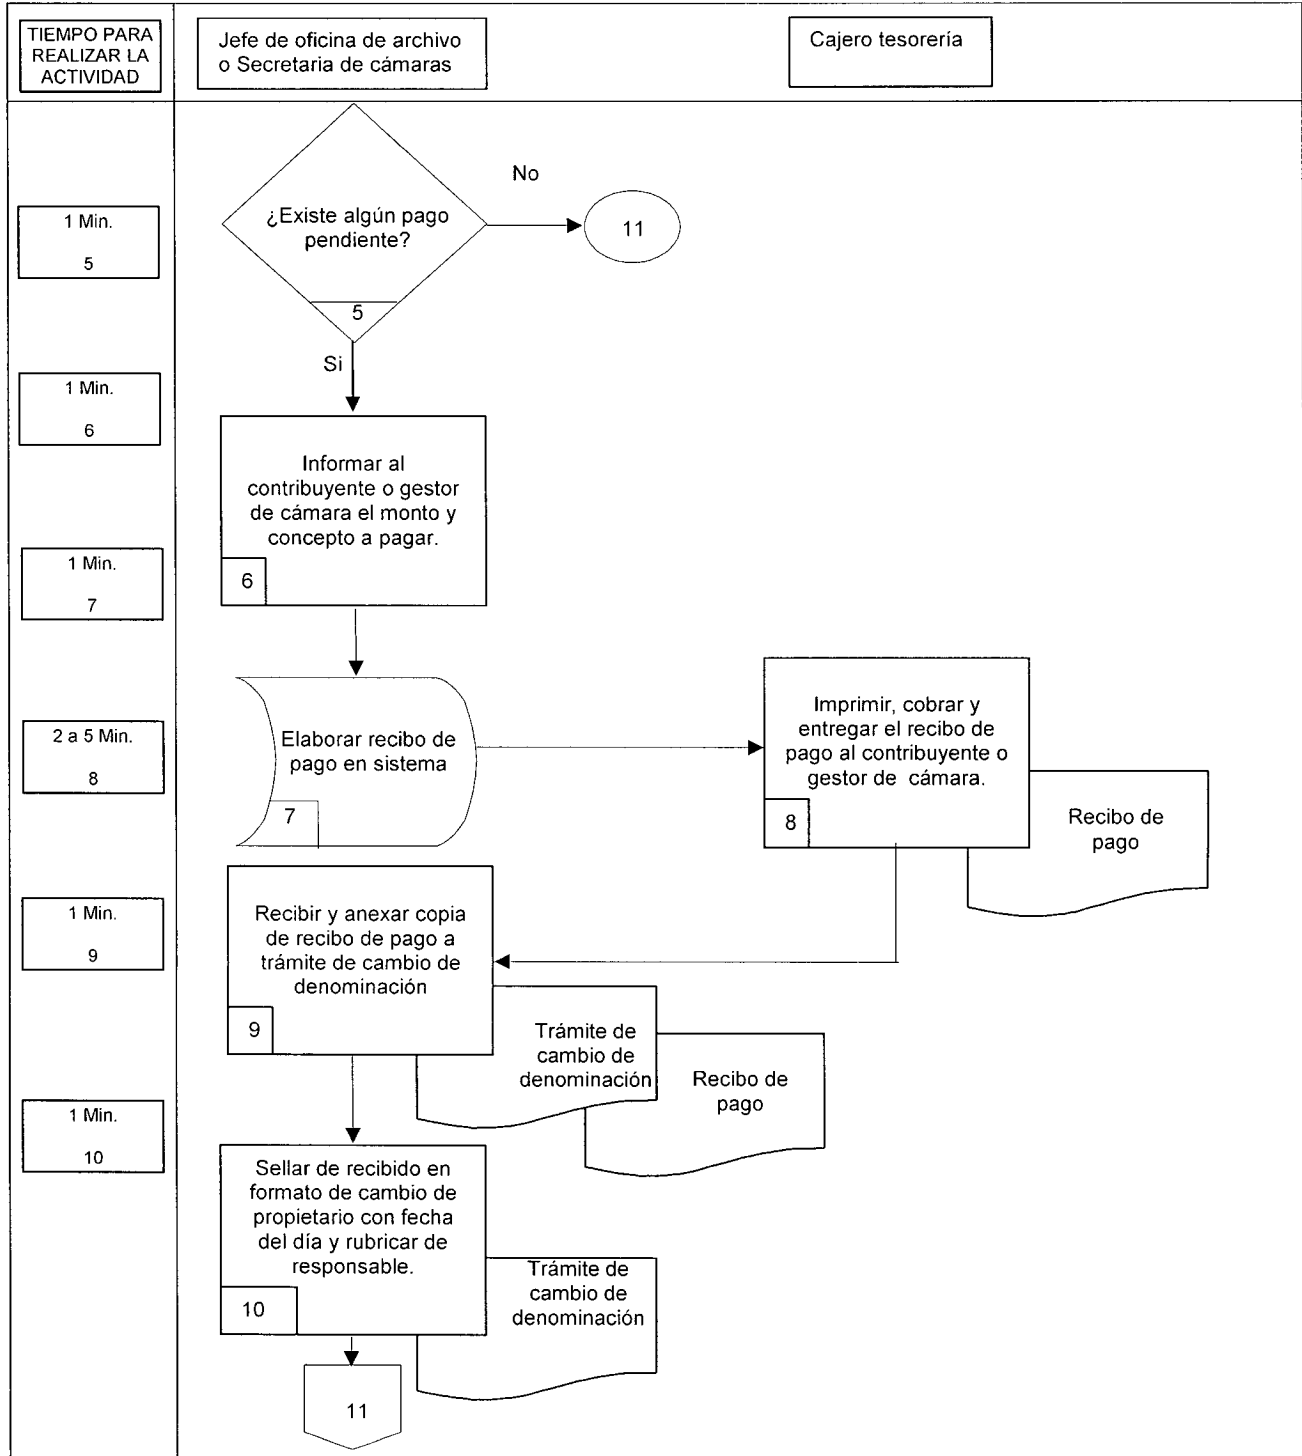 TIEMPO PARA
REALIZAR LA
ACTIVIDAD
Jefe de oficina de archivo
o Secretaria de cámaras
Cajero tesorería
1 Min.
5
¿Existe algún pago
pendiente?
5
No
11
Si
1 Min.
6
Informar al
contribuyente o gestor
de cámara el monto y
concepto a pagar.
6
1 Min.
7
Elaborar recibo de
pago en sistema
7
2 a 5 Min.
8
Imprimir, cobrar y
entregar el recibo de
pago al contribuyente o
gestor de cámara.
8
Recibo de
pago
1 Min.
9
Recibir y anexar copia
de recibo de pago a
trámite de cambio de
denominación
9
Trámite de
cambio de
denominación
Recibo de
pago
1 Min.
10
Sellar de recibido en
formato de cambio de
propietario con fecha
del día y rubricar de
responsable.
10
Trámite de
cambio de
denominación
11